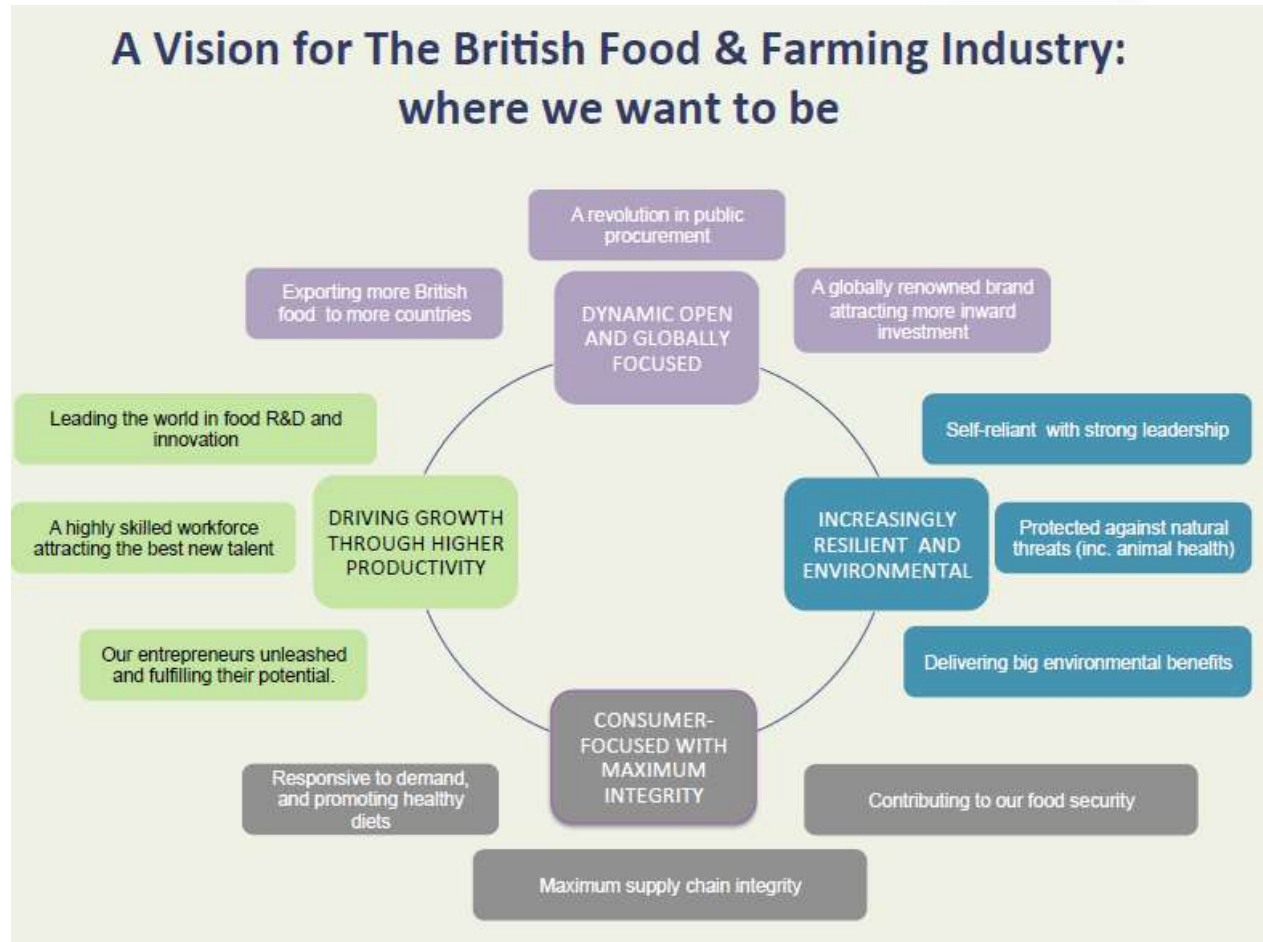 A Vision for The British Food & Farming Industry:
where we want to be
A revolution in public
procurement
Exporting more British
food to more countries
DYNAMIC OPEN
AND GLOBALLY
FOCUSED
A globally renowned brand
attracting more inward
investment
Leading the world in food R&D and
innovation
A highly skilled workforce
attracting the best new talent
Our entrepreneurs unleashed
and fulfilling their potential.
DRIVING GROWTH
THROUGH HIGHER
PRODUCTIVITY
INCREASINGLY
RESILIENT AND
ENVIRONMENTAL
Self-reliant with strong leadership
Protected against natural
threats (inc. animal health)
Delivering big environmental benefits
CONSUMER-
FOCUSED WITH
MAXIMUM
INTEGRITY
Responsive to demand,
and promoting healthy
diets
Contributing to our food security
Maximum supply chain integrity